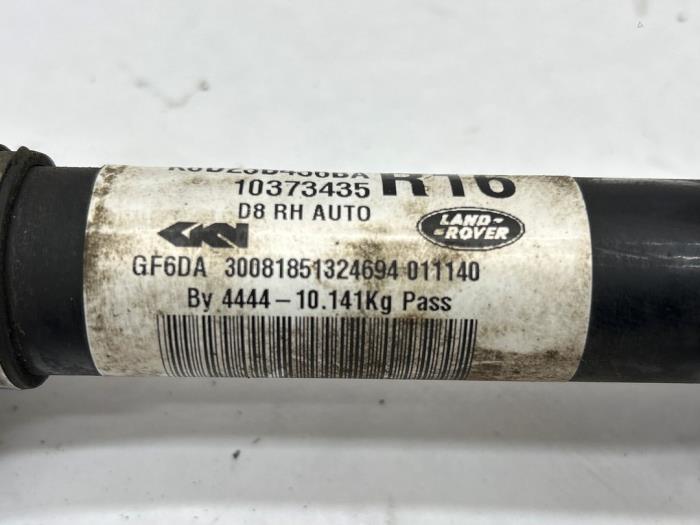 10373435 R16
D8 RH AUTO
GKN LAND ROVER
GF6DA 30081851324694 011140
By 4444 – 10.141Kg Pass